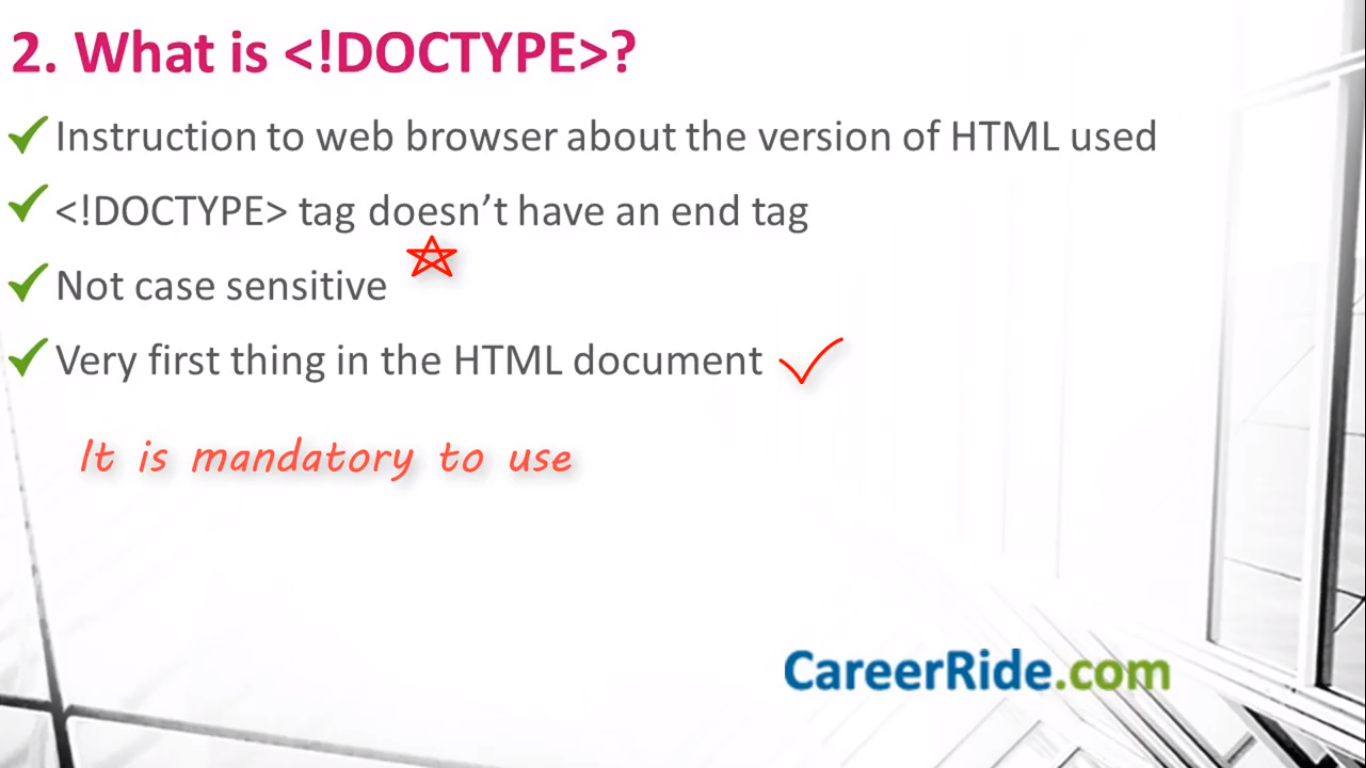 2. What is <!DOCTYPE>?
Instruction to web browser about the version of HTML used
<!DOCTYPE> tag doesn’t have an end tag
Not case sensitive
Very first thing in the HTML document
It is mandatory to use
CareerRide.com